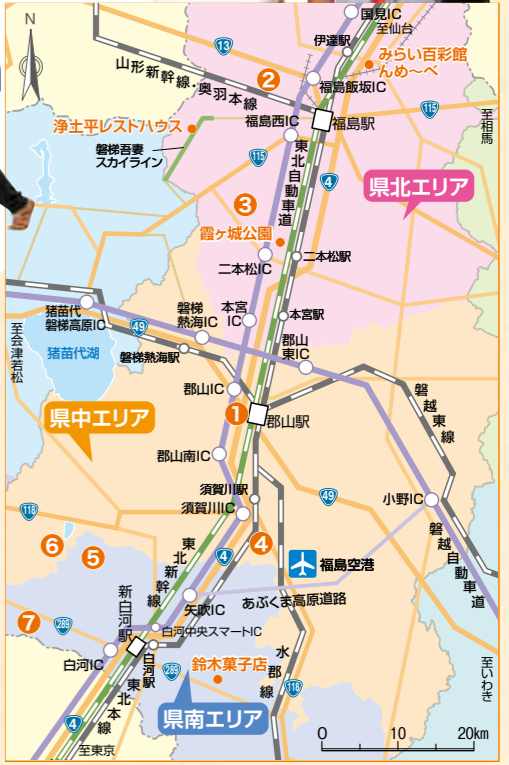 N
国見IC
至仙台
伊達駅
みらい百彩館
んめ〜べ
13
山形新幹線・奥羽本線
2
福島飯坂IC
福島西IC
福島駅
115
至相馬
浄土平レストハウス
磐梯吾妻
スカイライン
115
東北自動車道
4
県北エリア
3
霞ヶ城公園
二本松IC
二本松駅
猪苗代
磐梯高原IC
49
磐梯
熱海IC
本宮
IC
本宮駅
郡山
東IC
至会津若松
猪苗代湖
磐梯熱海駅
郡山IC
1
郡山駅
磐越東線
県中エリア
郡山南IC
須賀川駅
49
小野IC
118
須賀川IC
6
5
4
4
福島空港
磐越自動車道
東北新幹線
あぶくま高原道路
7
289
新白河駅
矢吹IC
白河中央スマートIC
白河IC
白河駅
289
鈴木菓子店
水郡線
118
至いわき
県南エリア
4
東北本線
至東京
0
10
20km